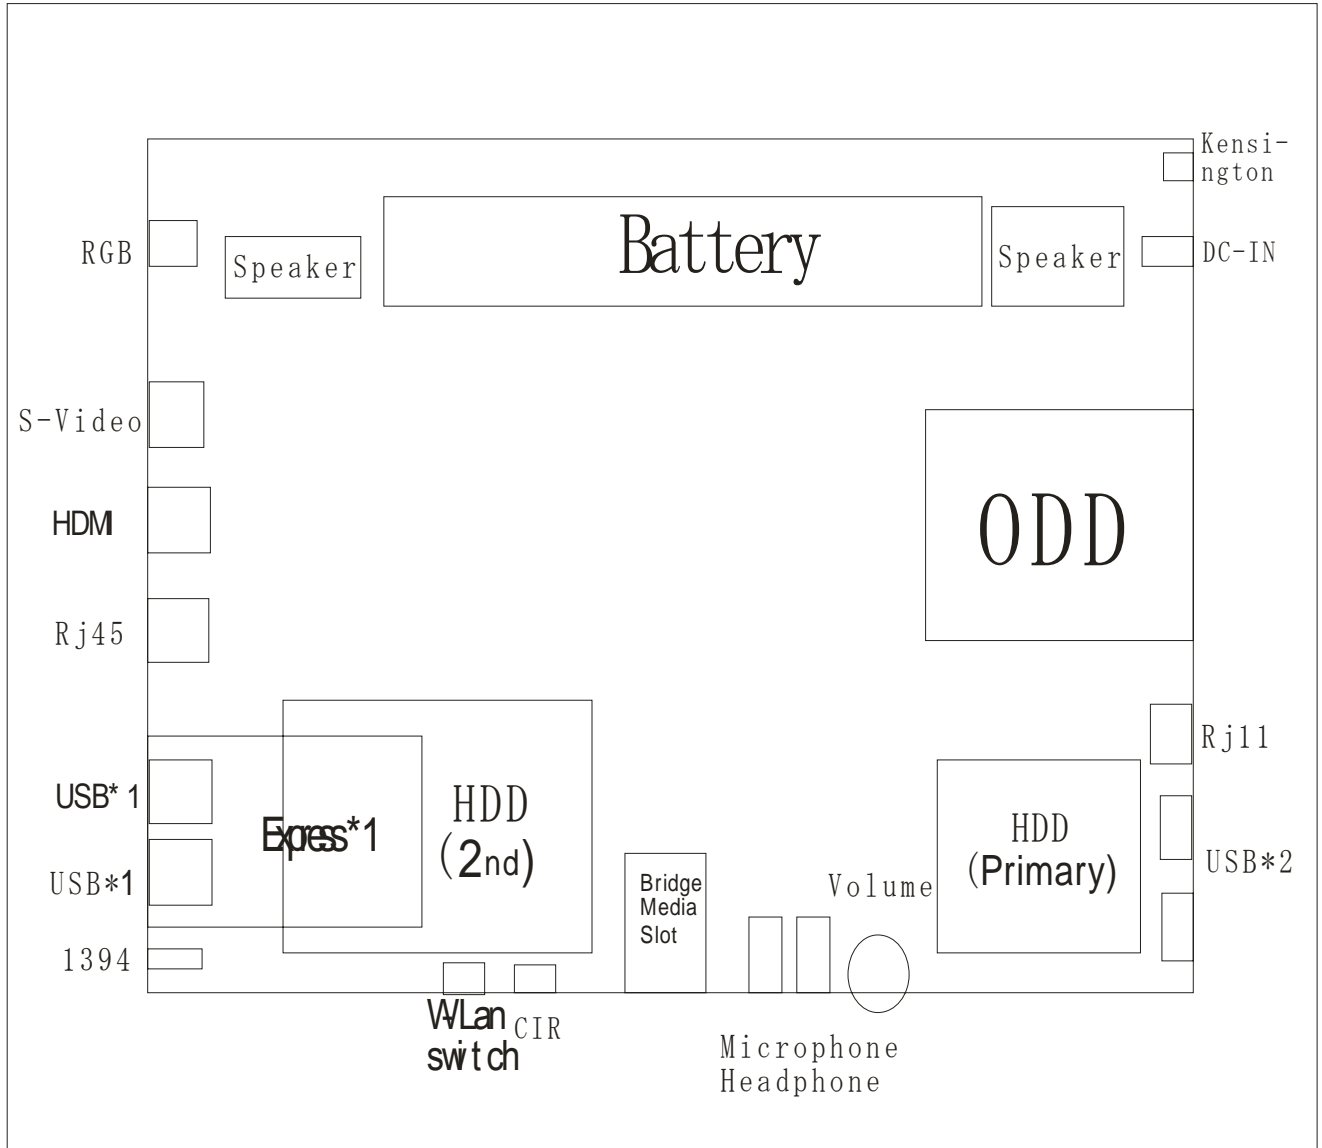 Kensi-
ngton
RGB
Speaker
Battery
Speaker
DC-IN
S-Video
HDMI
ODD
Rj45
Rj11
USB* 1
Express*1
HDD
(2nd)
HDD
(Primary)
USB*2
USB*1
Bridge
Media
Slot
Volume
1394
W-Lan
switch
CIR
Microphone
Headphone